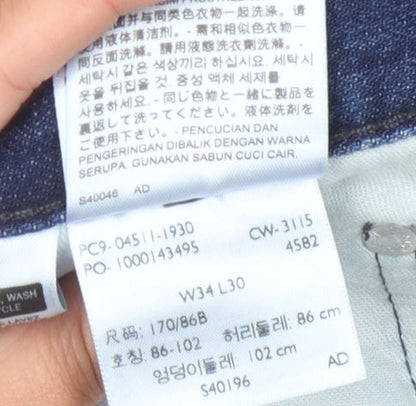 反面并与同类色衣物一起洗涤。请
使用液体清洁剂。- 需和相似色衣物一
同反面洗滌。請用液態洗衣劑洗滌。-
세탁시 같은 색상끼리 하십시요. 세탁시
옷을 뒤집을 것. 중성 액체 세제를
사용하세요. - 同じ色物と一緒に製品を
裏返して洗ってください。液体洗剤をご
使用ください。- PENCUCIAN DAN
PENGERINGAN DIBALIK DENGAN WARNA
SERUPA. GUNAKAN SABUN CUCI CAIR.
S40046 AD
PC9- 04511-1930 CW-3115
PO- 1000143495 4582
W34 L30
尺码: 170/86B 허리둘레: 86 cm
호칭: 86-102
엉덩이둘레: 102 cm
S40196 AD
WASH